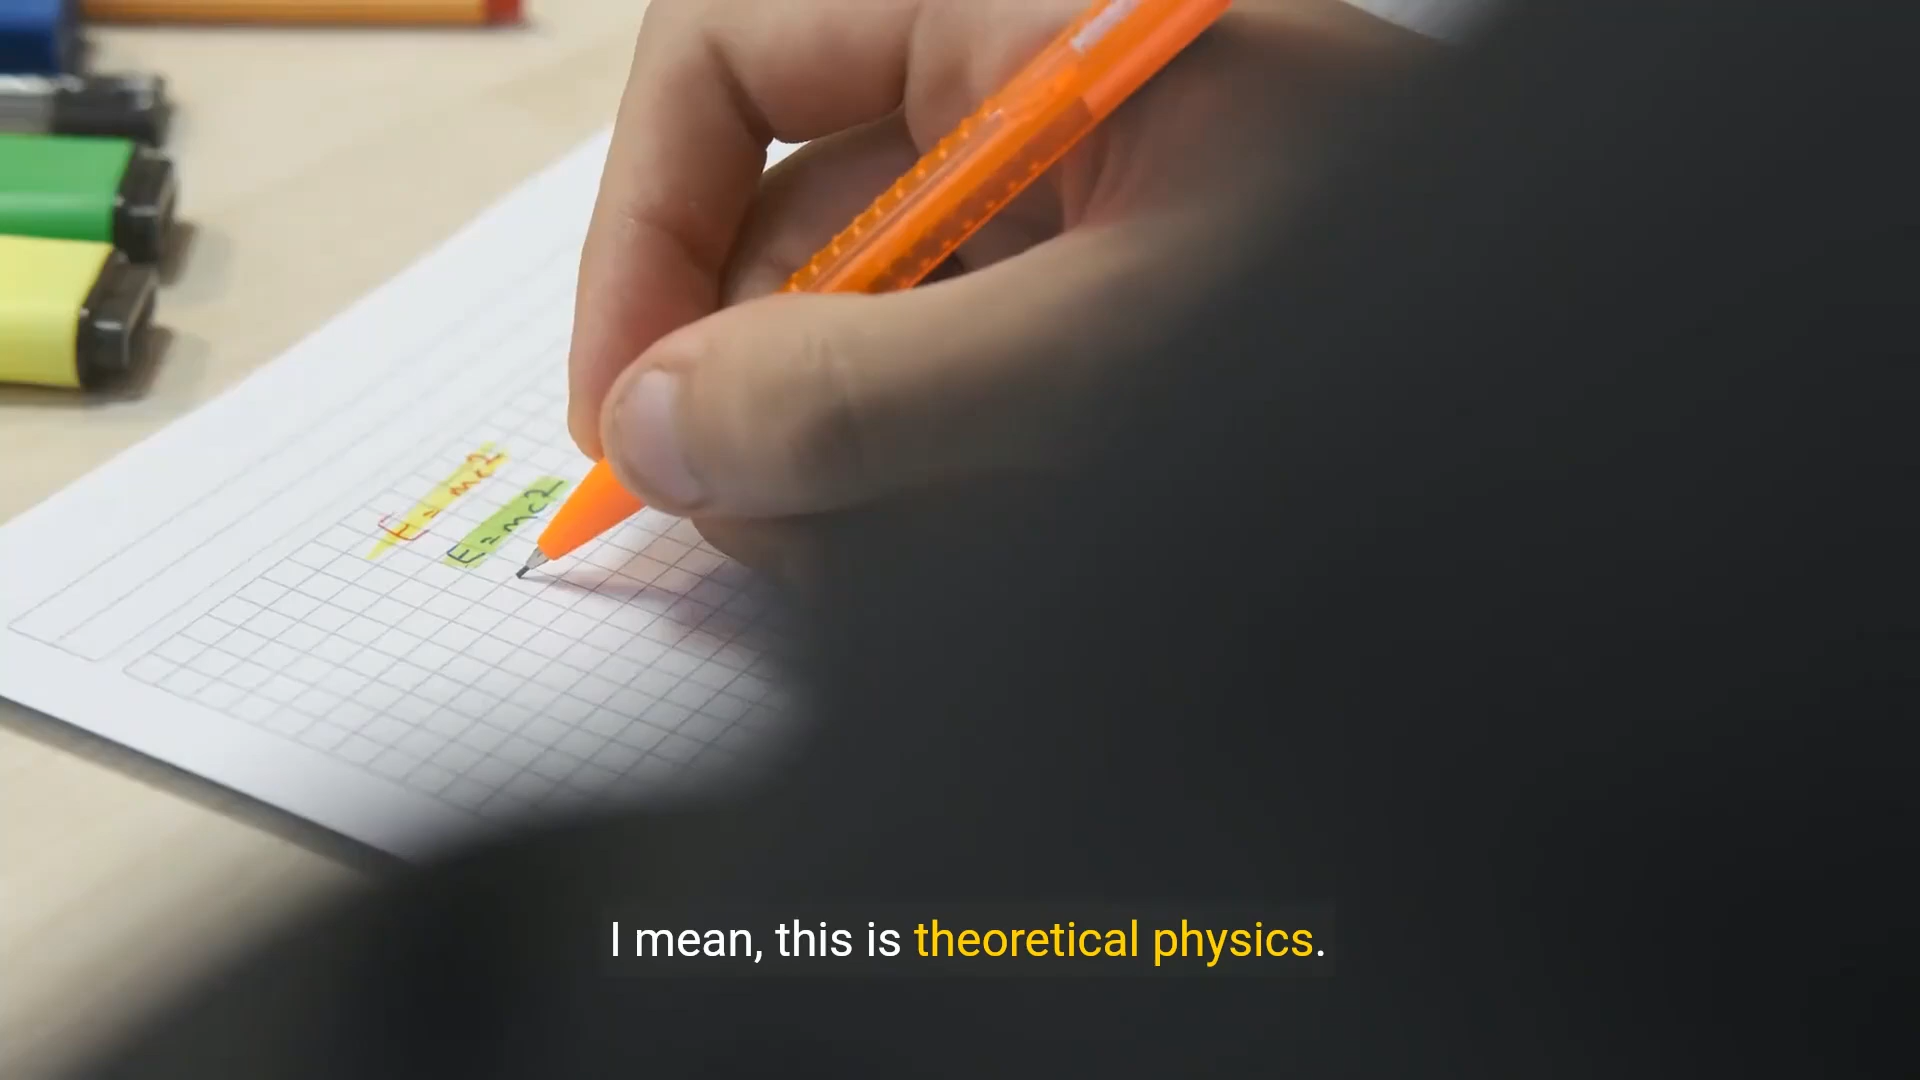 E = mc2
E = mc2
I mean, this is theoretical physics.